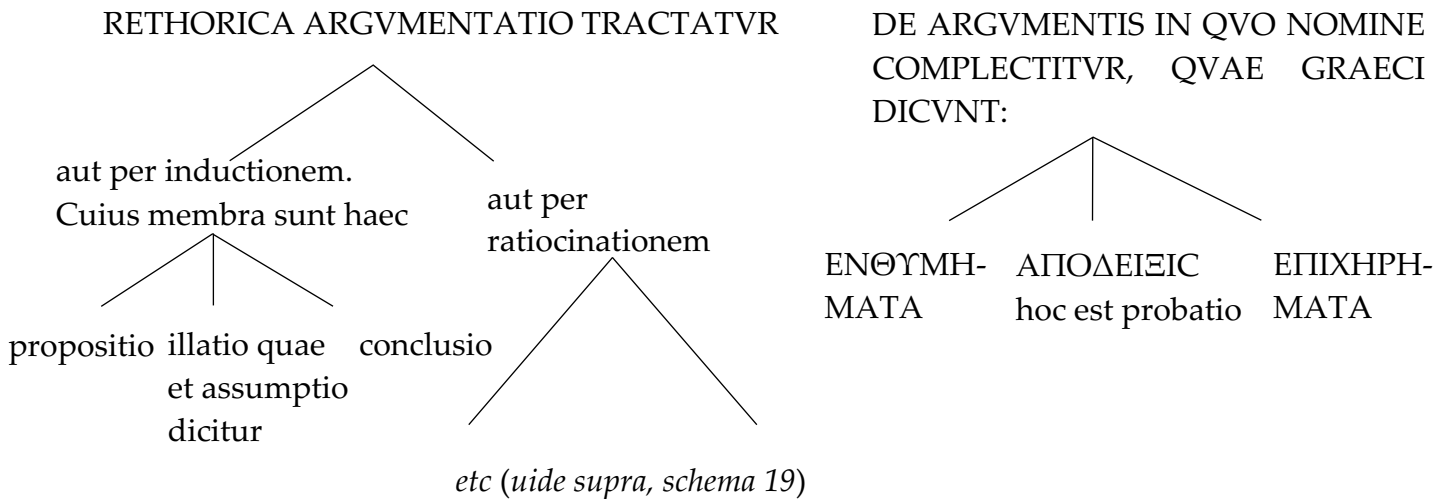 RETHORICA ARGVMENTATIO TRACTATVR
aut per inductionem.
Cuius membra sunt haec
propositio
illatio quae
et assumptio
dicitur
conclusio
aut per
ratiocinationem
etc (uide supra, schema 19)
DE ARGVMENTIS IN QVO NOMINE
COMPLECTITVR, QVAE GRAECI
DICVNT:
ΕΝΘΥΜΗ-
ΜΑΤΑ
ΑΠΟΔΕΙΞΙC
hoc est probatio
ΕΠΙΧΗΡΗ-
ΜΑΤΑ